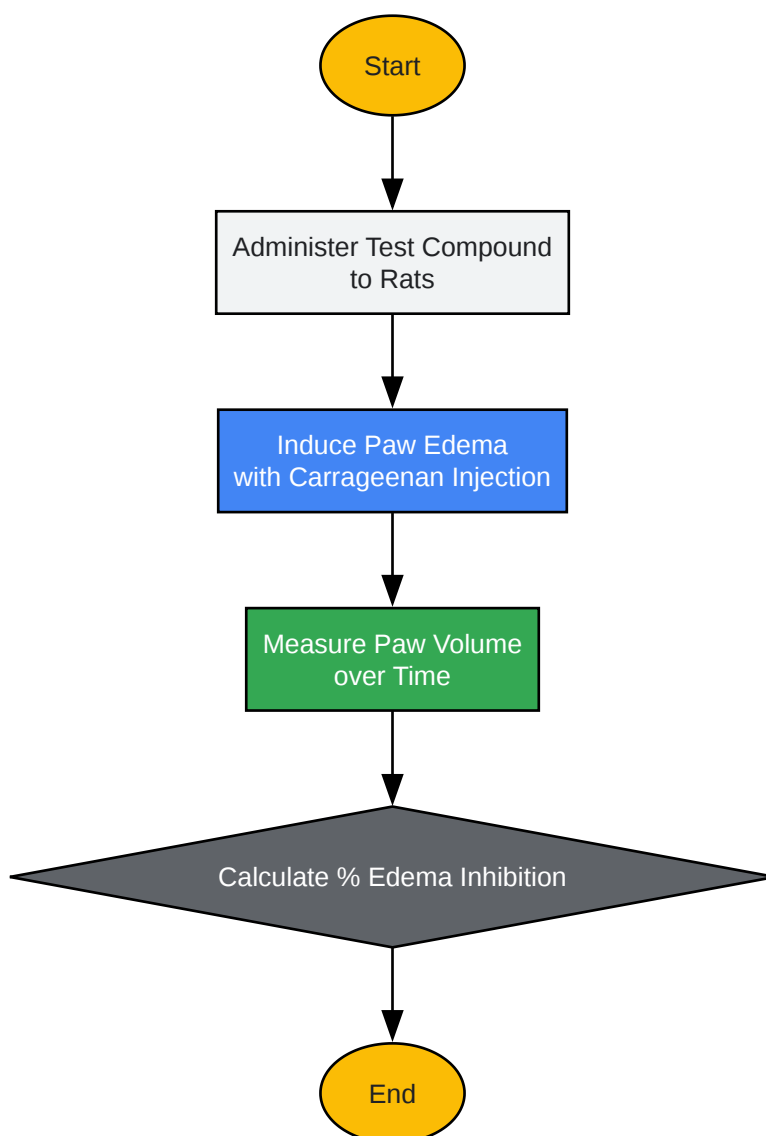 Start
Administer Test Compound
to Rats
Induce Paw Edema
with Carrageenan Injection
Measure Paw Volume
over Time
Calculate % Edema Inhibition
End